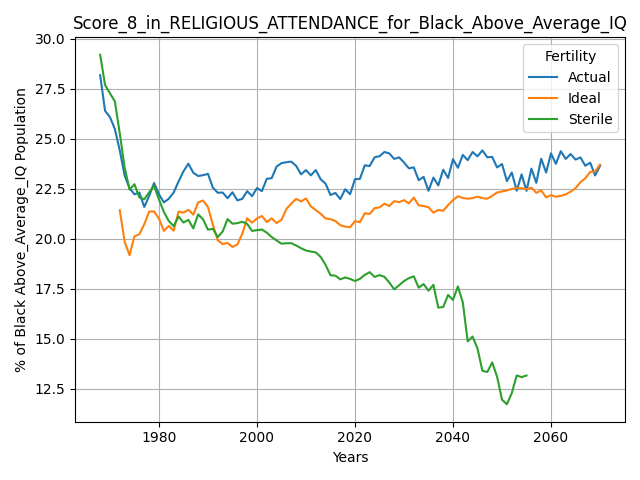 Score_8_in_RELIGIOUS_ATTENDANCE_for_Black_Above_Average_IQ
% of Black Above_Average_IQ Population
30.0
27.5
25.0
22.5
20.0
17.5
15.0
12.5
Fertility
Actual
Ideal
Sterile
1980
2000
2020
2040
2060
Years